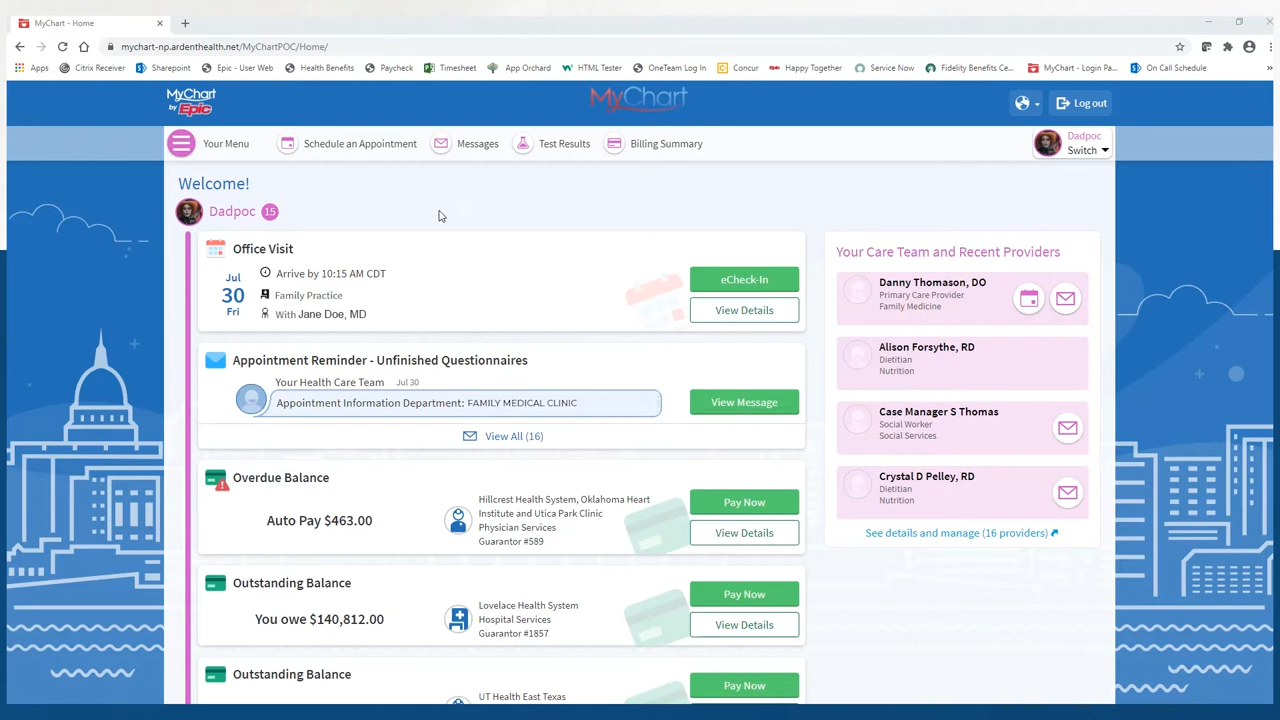 MyChart - Home
mychart-np.ardenthealth.net/MyChartPOC/Home/
Apps Citrix Receiver Sharepoint Epic - User Web Health Benefits Paycheck Timesheet App Orchard HTML Tester OneTeam Log In Concur Happy Together Service Now Fidelity Benefits Ce... MyChart - Login Pa... On Call Schedule
MyChart
by Epic
MyChart
Log out
Your Menu Schedule an Appointment Messages Test Results Billing Summary
Dadpoc
Switch
Welcome!
Dadpoc 15
Office Visit
Jul
30
Fri
Arrive by 10:15 AM CDT
Family Practice
With Jane Doe, MD
eCheck-In
View Details
Appointment Reminder - Unfinished Questionnaires
Your Health Care Team Jul 30
Appointment Information Department: FAMILY MEDICAL CLINIC
View Message
View All (16)
Overdue Balance
Auto Pay $463.00
Hillcrest Health System, Oklahoma Heart
Institute and Utica Park Clinic
Physician Services
Guarantor #589
Pay Now
View Details
Outstanding Balance
You owe $140,812.00
Lovelace Health System
Hospital Services
Guarantor #1857
Pay Now
View Details
Outstanding Balance
UT Health East Texas
Pay Now
Your Care Team and Recent Providers
Danny Thomason, DO
Primary Care Provider
Family Medicine
Alison Forsythe, RD
Dietitian
Nutrition
Case Manager S Thomas
Social Worker
Social Services
Crystal D Pelley, RD
Dietitian
Nutrition
See details and manage (16 providers)